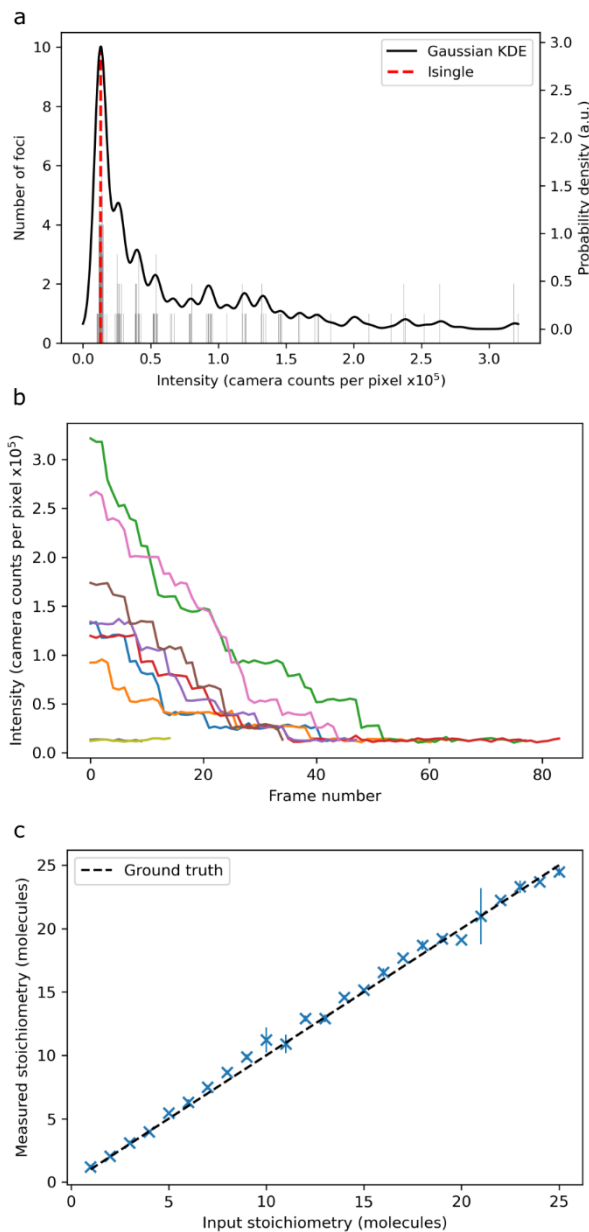 a
10
8
6
4
2
0
Number of foci
Gaussian KDE
Isingle
3.0
2.5
2.0
1.5
1.0
0.5
0.0
Probability density (a.u.)
0.0 0.5 1.0 1.5 2.0 2.5 3.0
Intensity (camera counts per pixel x10⁵)
b
3.0
2.5
2.0
1.5
1.0
0.5
0.0
Intensity (camera counts per pixel x10⁵)
0 20 40 60 80
Frame number
c
25
20
15
10
5
0
Measured stoichiometry (molecules)
Ground truth
0 5 10 15 20 25
Input stoichiometry (molecules)